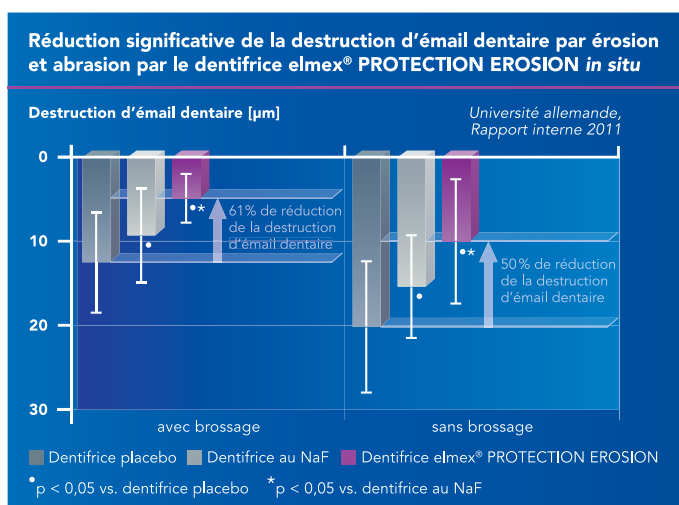 Réduction significative de la destruction d'émail dentaire par érosion
et abrasion par le dentifrice elmex® PROTECTION EROSION in situ
Destruction d'émail dentaire [µm]
Université allemande,
Rapport interne 2011
0
10
20
30
•*
61% de réduction
de la destruction
d'émail dentaire
•
•*
50% de réduction
de la destruction
d'émail dentaire
•
avec brossage
sans brossage
Dentifrice placebo Dentifrice au NaF Dentifrice elmex® PROTECTION EROSION
•p < 0,05 vs. dentifrice placebo *p < 0,05 vs. dentifrice au NaF